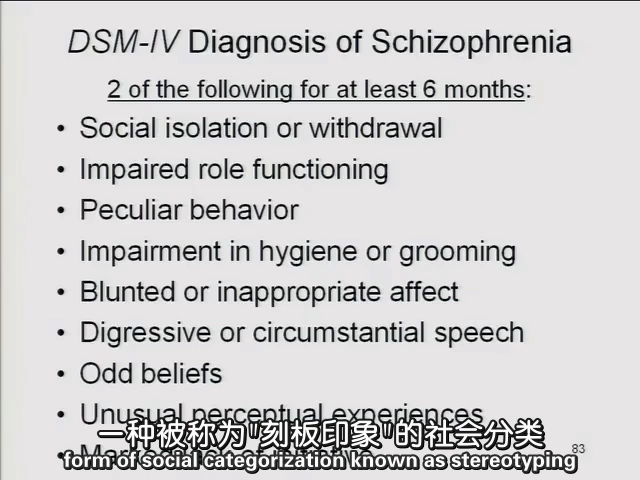 DSM-IV Diagnosis of Schizophrenia
2 of the following for at least 6 months:
• Social isolation or withdrawal
• Impaired role functioning
• Peculiar behavior
• Impairment in hygiene or grooming
• Blunted or inappropriate affect
• Digressive or circumstantial speech
• Odd beliefs
• Unusual perceptual experiences
一种被称为"刻板印象"的社会分类
83
form of social categorization known as stereotyping